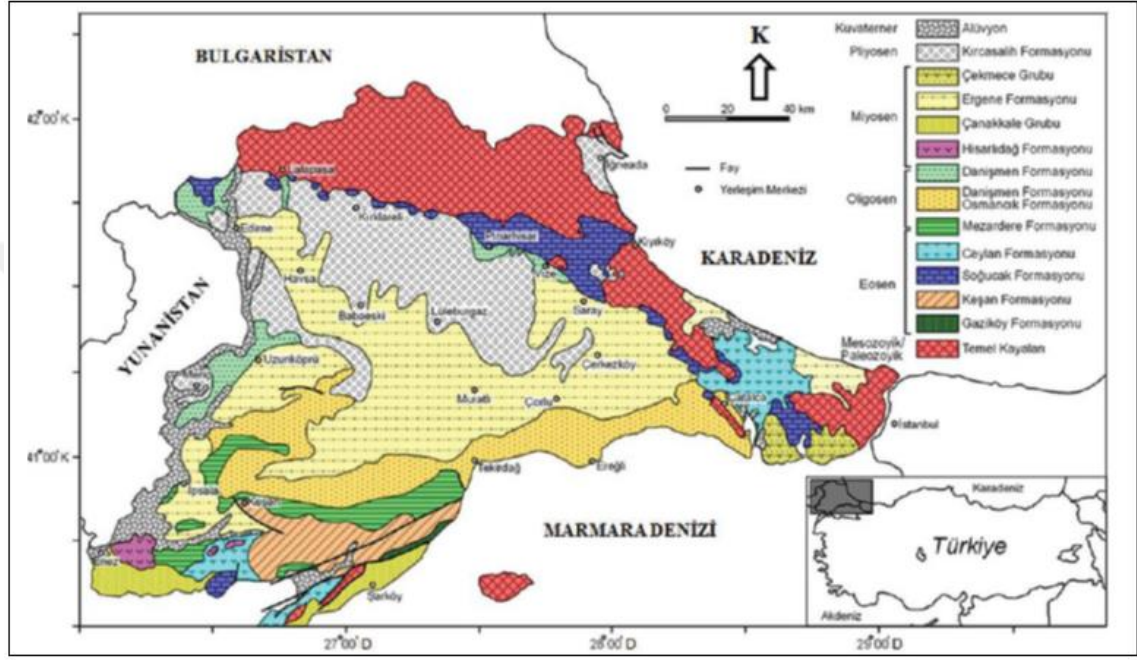 BULGARİSTAN
YUNANİSTAN
KARADENİZ
MARMARA DENİZİ
K
0 20 40 km
Fay
Yerleşim Merkezi
Kuvaterner
Alüvyon
Pliyosen
Kırcasalih Formasyonu
Miyosen
Çekmece Grubu
Ergene Formasyonu
Çanakkale Grubu
Hisarlıdağ Formasyonu
Oligosen
Danişmen Formasyonu
Danişmen Formasyonu
Osmancık Formasyonu
Mezardere Formasyonu
Eosen
Ceylan Formasyonu
Soğucak Formasyonu
Keşan Formasyonu
Gaziköy Formasyonu
Mesozoyik/
Paleozoyik
Temel Kayaları
42°00' K
41°00' K
27°00' D
28°00' D
29°00' D
Lalapaşa
İğneada
Kırklareli
Edirne
Pınarhisar
Kıyıköy
Vize
Havsa
Babaeski
Lüleburgaz
Saray
Uzunköprü
Çerkezköy
Meriç
Muratlı
Çorlu
Çatalca
İstanbul
Tekirdağ
Ereğli
İpsala
Keşan
Enez
Şarköy
Karadeniz
Türkiye
Akdeniz